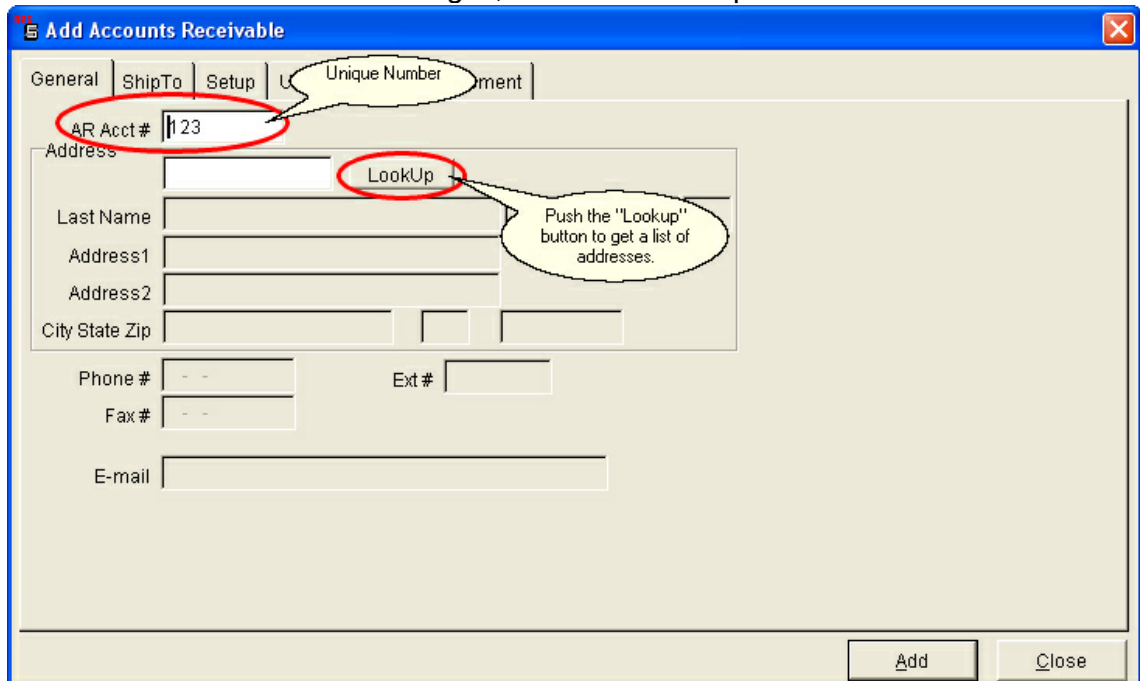 Add Accounts Receivable
General ShipTo Setup U Unique Number ment
AR Acct # 123
Address
LookUp
Last Name
Push the "Lookup"
button to get a list of
addresses.
Address1
Address2
City State Zip
Phone # - - Ext #
Fax # - -
E-mail
Add Close